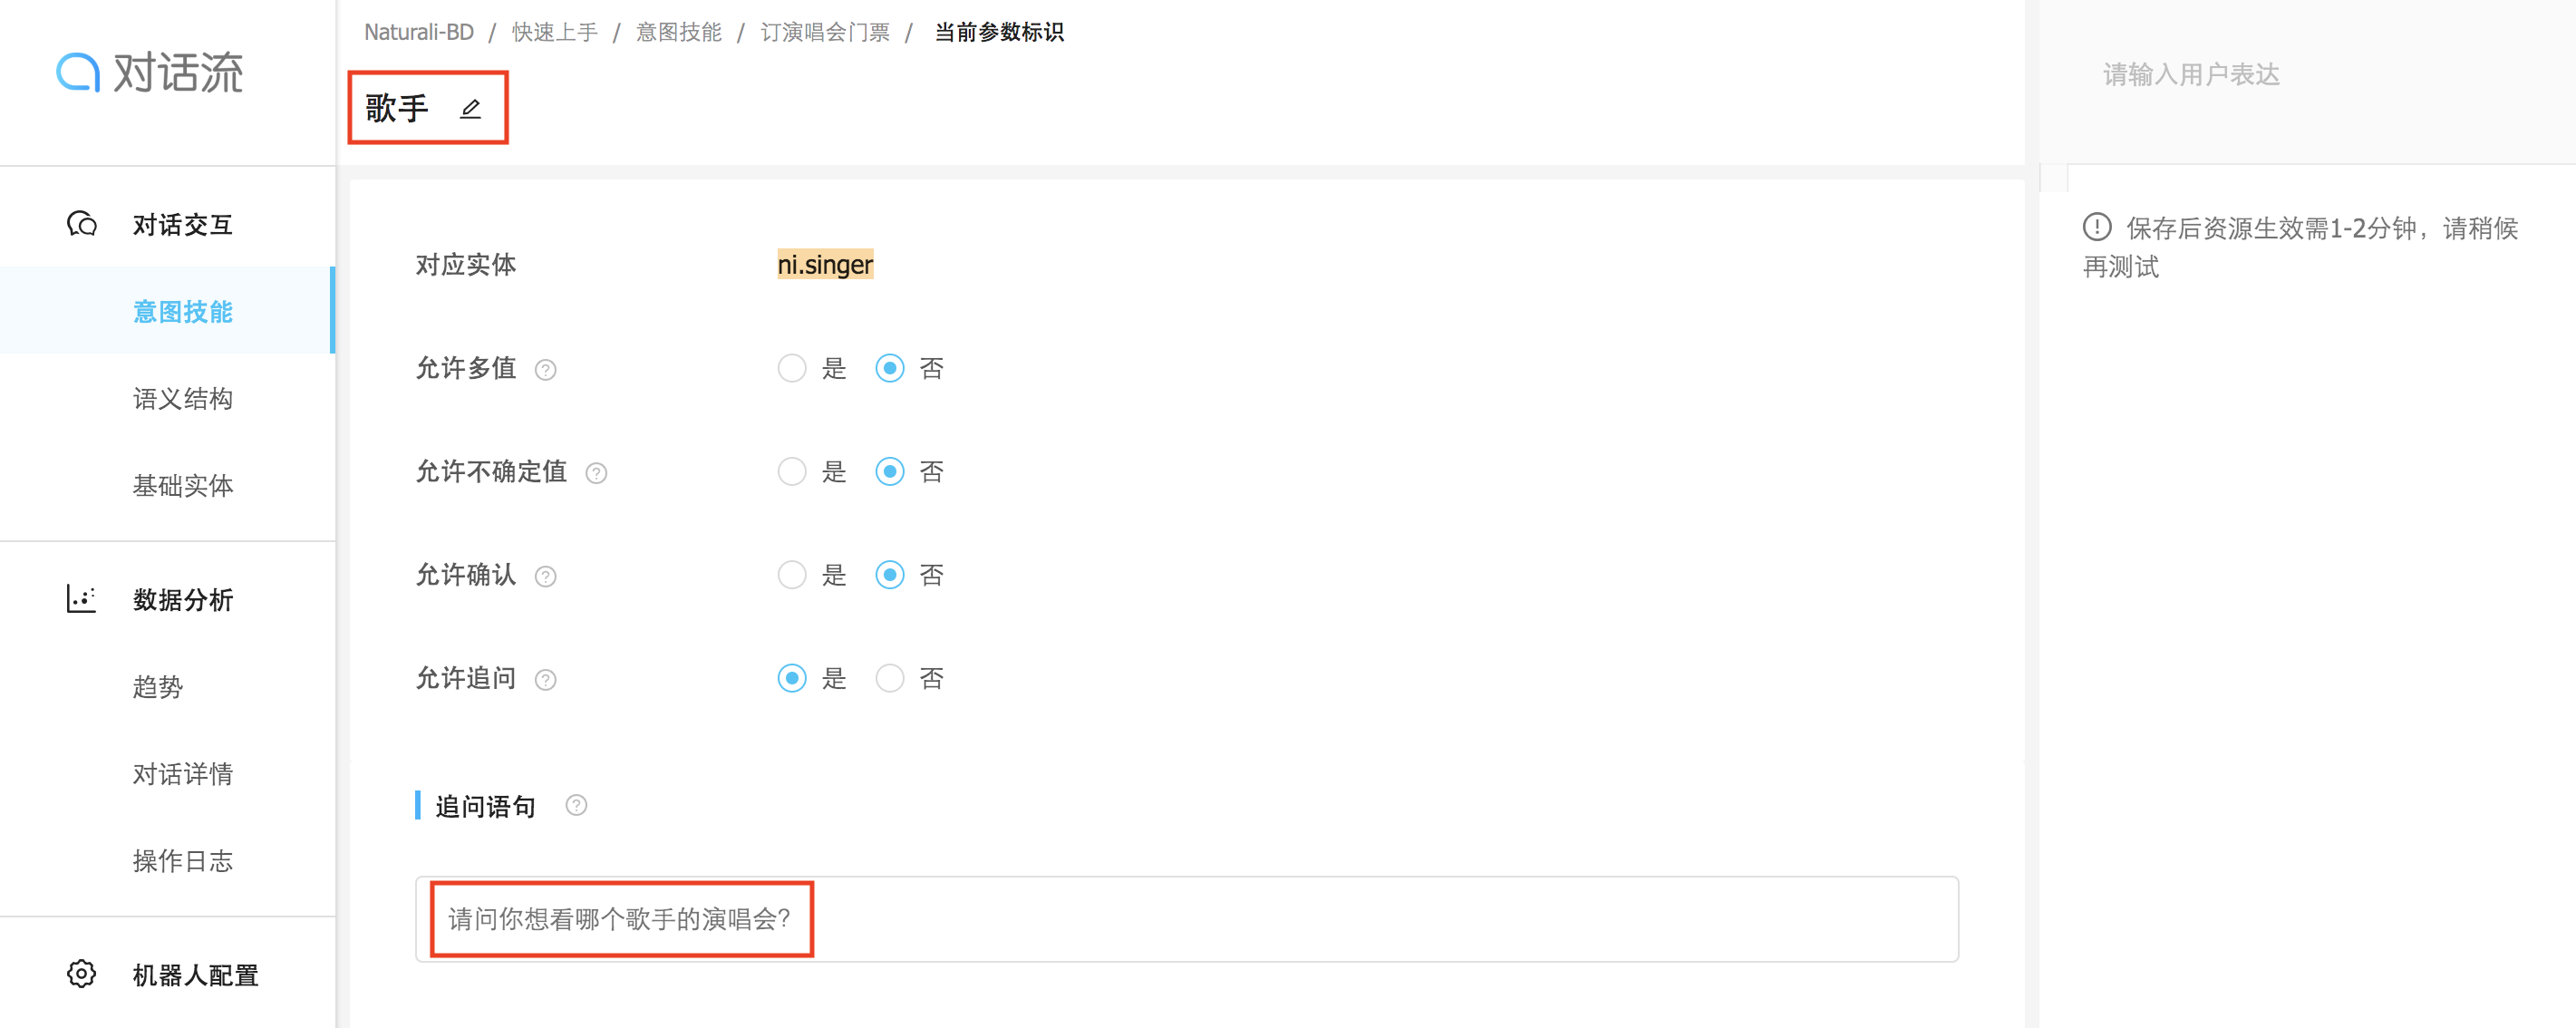 对话流
对话交互
意图技能
语义结构
基础实体
数据分析
趋势
对话详情
操作日志
机器人配置
Naturali-BD / 快速上手 / 意图技能 / 订演唱会门票 / 当前参数标识
歌手
对应实体 ni.singer
允许多值 ? 是 否
允许不确定值 ? 是 否
允许确认 ? 是 否
允许追问 ? 是 否
追问语句 ?
请问你想看哪个歌手的演唱会?
请输入用户表达
保存后资源生效需1-2分钟，请稍候
再测试